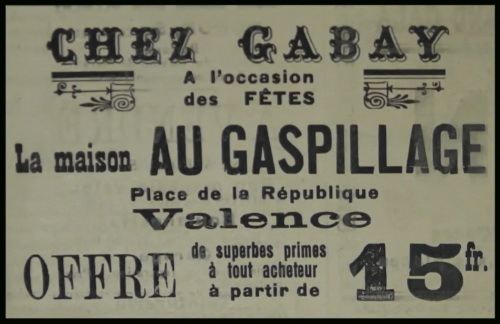 CHEZ GABAY
A l'occasion
des FÊTES
La maison AU GASPILLAGE
Place de la République
Valence
OFFRE de superbes primes
à tout acheteur
à partir de 15 fr.